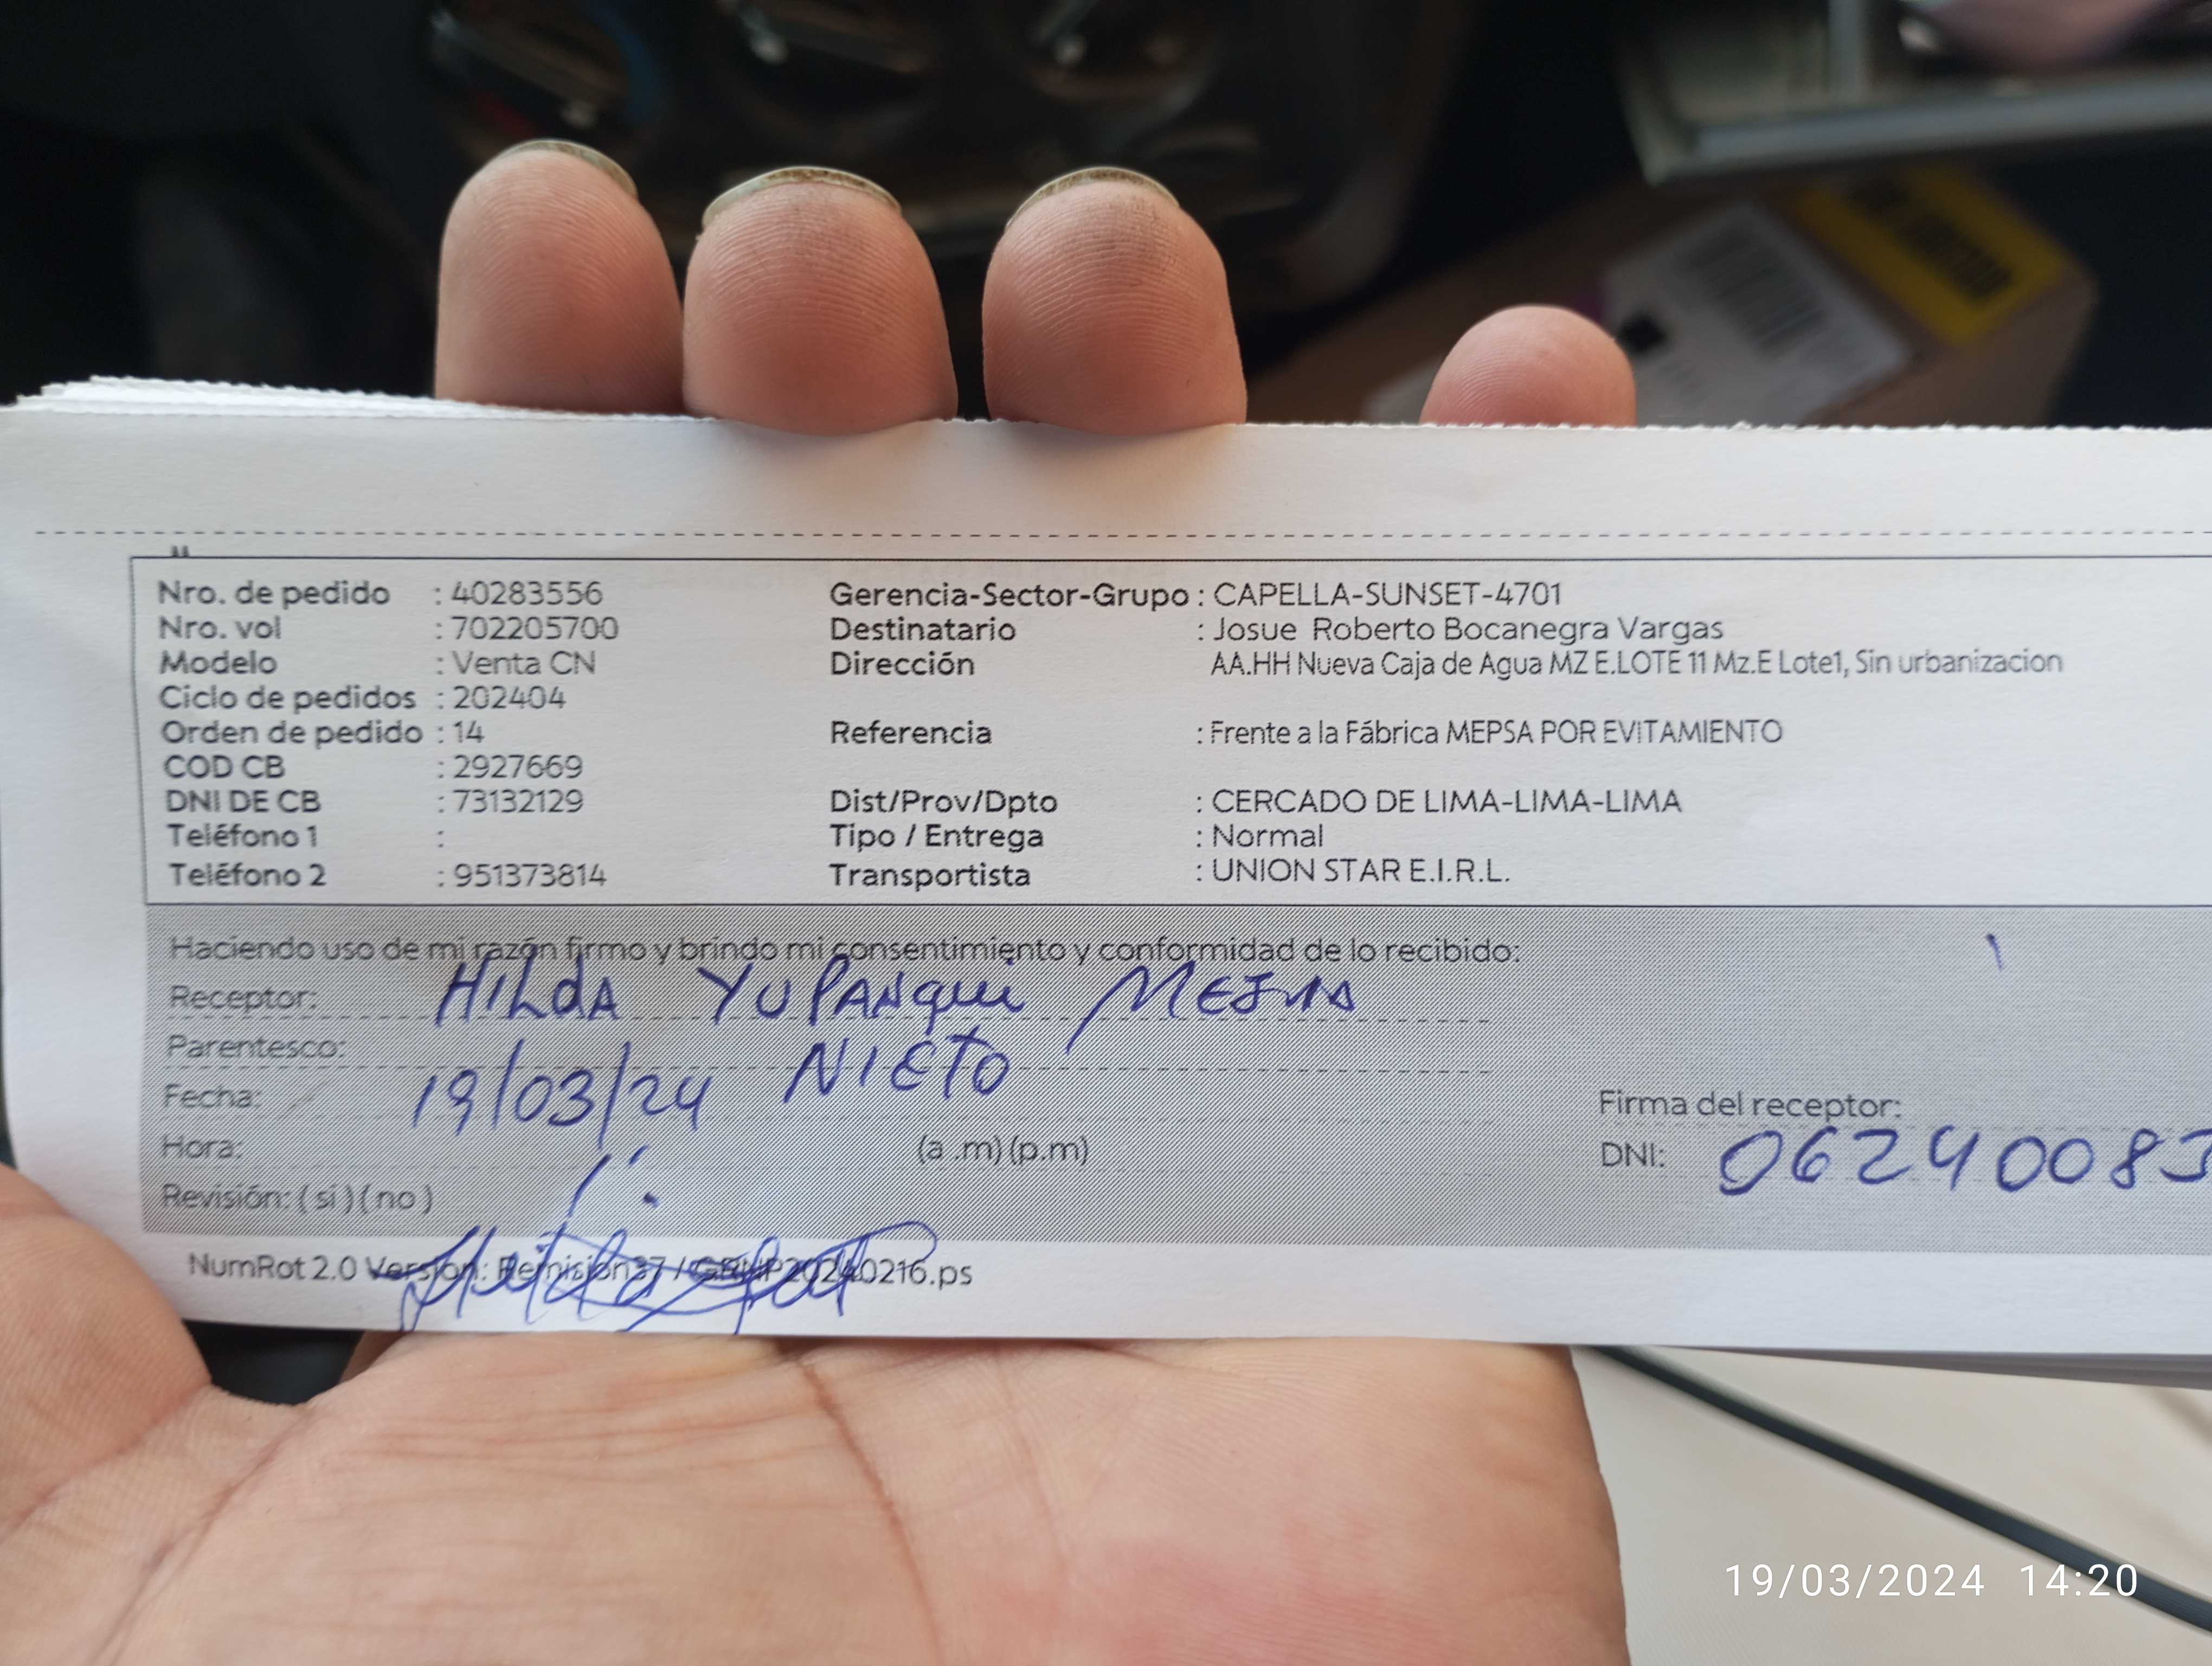 Nro. de pedido : 40283556 Gerencia-Sector-Grupo : CAPELLA-SUNSET-4701
Nro. vol : 702205700 Destinatario : Josue Roberto Bocanegra Vargas
Modelo : Venta CN Dirección AA.HH Nueva Caja de Agua MZ E.LOTE 11 Mz.E Lote1, Sin urbanizacion
Ciclo de pedidos : 202404
Orden de pedido : 14 Referencia : Frente a la Fábrica MEPSA POR EVITAMIENTO
COD CB : 2927669
DNI DE CB : 73132129 Dist/Prov/Dpto : CERCADO DE LIMA-LIMA-LIMA
Teléfono 1 : Tipo / Entrega : Normal
Teléfono 2 : 951373814 Transportista : UNION STAR E.I.R.L.
Haciendo uso de mi razón firmo y brindo mi consentimiento y conformidad de lo recibido:
Receptor: HILdA YUPANqui MEJIA
Parentesco: NIETO
Fecha: 19/03/24 Firma del receptor:
Hora: (a .m) (p.m) DNI: 06240083
Revisión: ( si ) ( no )
NumRot 2.0 Version: Remision37 / GRNP20240216.ps
19/03/2024 14:20